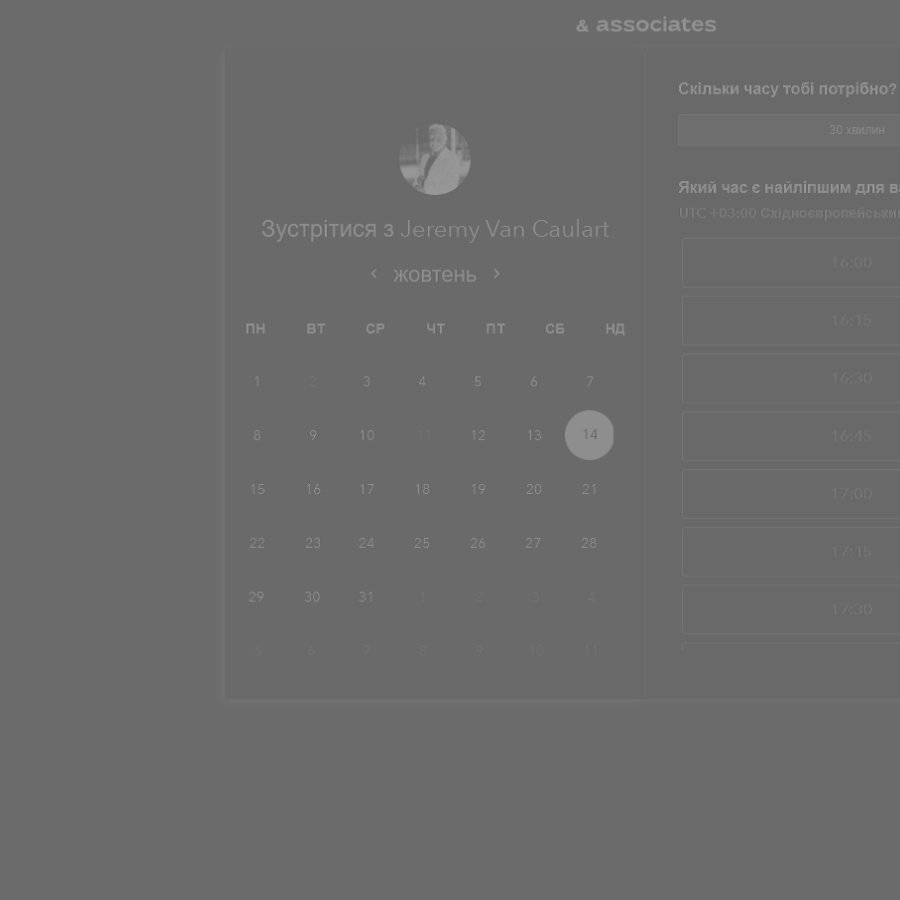 & associates
Зустрітися з Jeremy Van Caulart
жовтень
ПН ВТ СР ЧТ ПТ СБ НД
1 2 3 4 5 6 7
8 9 10 11 12 13 14
15 16 17 18 19 20 21
22 23 24 25 26 27 28
29 30 31 1 2 3 4
5 6 7 8 9 10 11
Скільки часу тобі потрібно?
30 хвилин
Який час є найліпшим для
UTC +03:00
16:00
16:15
16:30
16:45
17:00
17:15
17:30